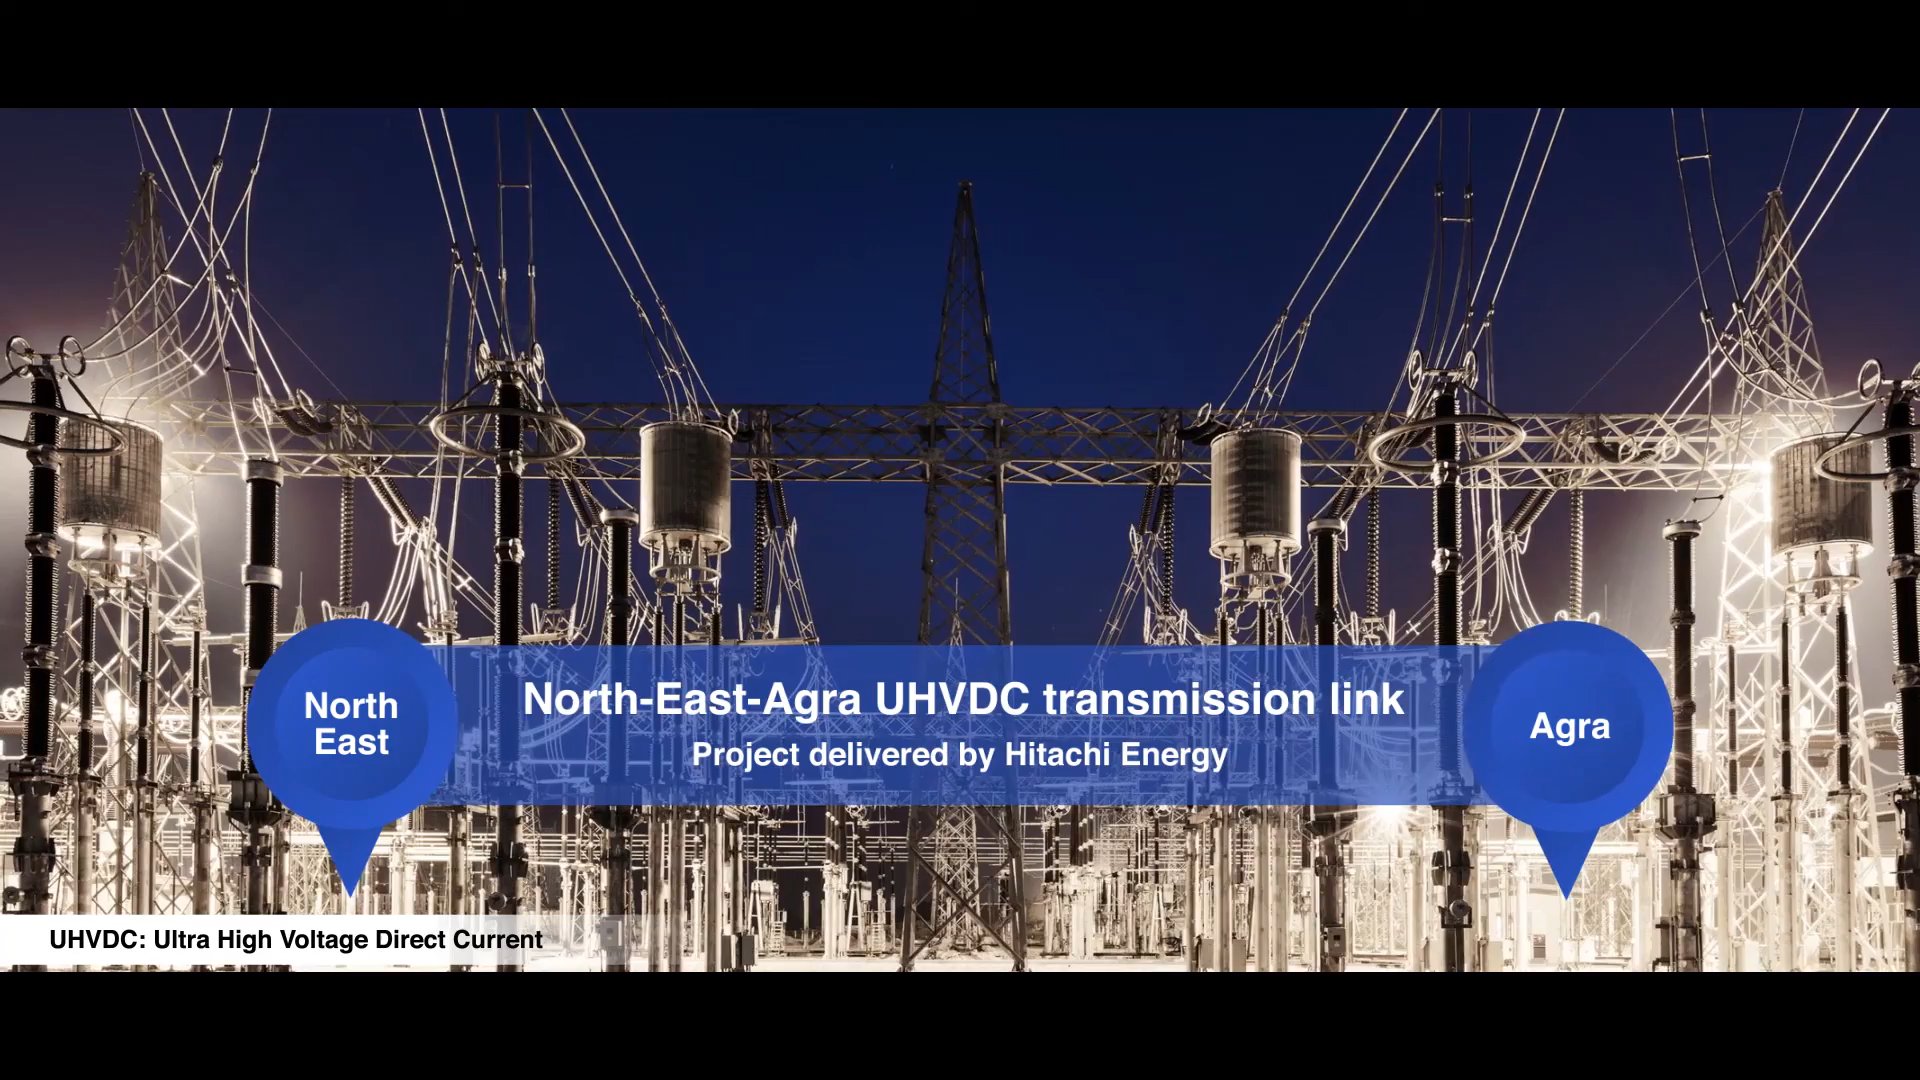 North
East
North-East-Agra UHVDC transmission link
Project delivered by Hitachi Energy
Agra
UHVDC: Ultra High Voltage Direct Current